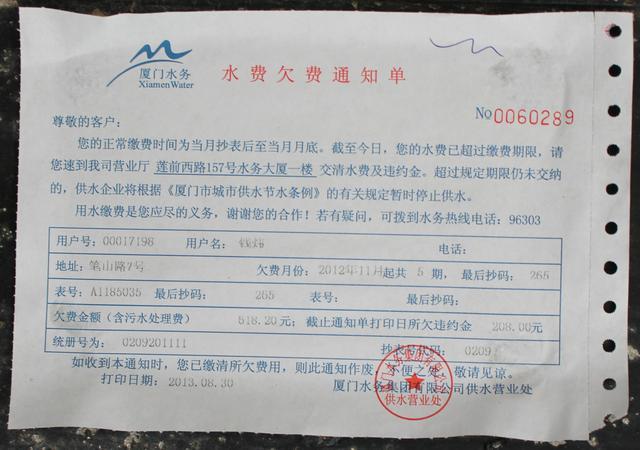 厦门水务
XiamenWater
水费欠费通知单
No0060289
尊敬的客户：
您的正常缴费时间为当月抄表后至当月月底。截至今日，您的水费已超过缴费期限，请
您速到我司营业厅 莲前西路157号水务大厦一楼 交清水费及违约金。超过规定期限仍未交纳
的，供水企业将根据《厦门市城市供水节水条例》的有关规定暂时停止供水。
用水缴费是您应尽的义务，谢谢您的合作！若有疑问，可拨到水务热线电话：96303
用户号：00017198 用户名：钱炜 电话：
地址：笔山路7号 欠费月份：2012年11月起共 5 期，最后抄码：265
表号：A1185035 最后抄码：265 表号： 最后抄码：
欠费金额（含污水处理费） 518.20元；截止通知单打印日所欠违约金 208.00元
统册号为：0209201111 抄表员代码：0209
如收到本通知时，您已缴清所欠费用，则此通知作废。不便之处，敬请见谅。
打印日期：2013.08.30 厦门水务集团有限公司供水营业处
供水营业处